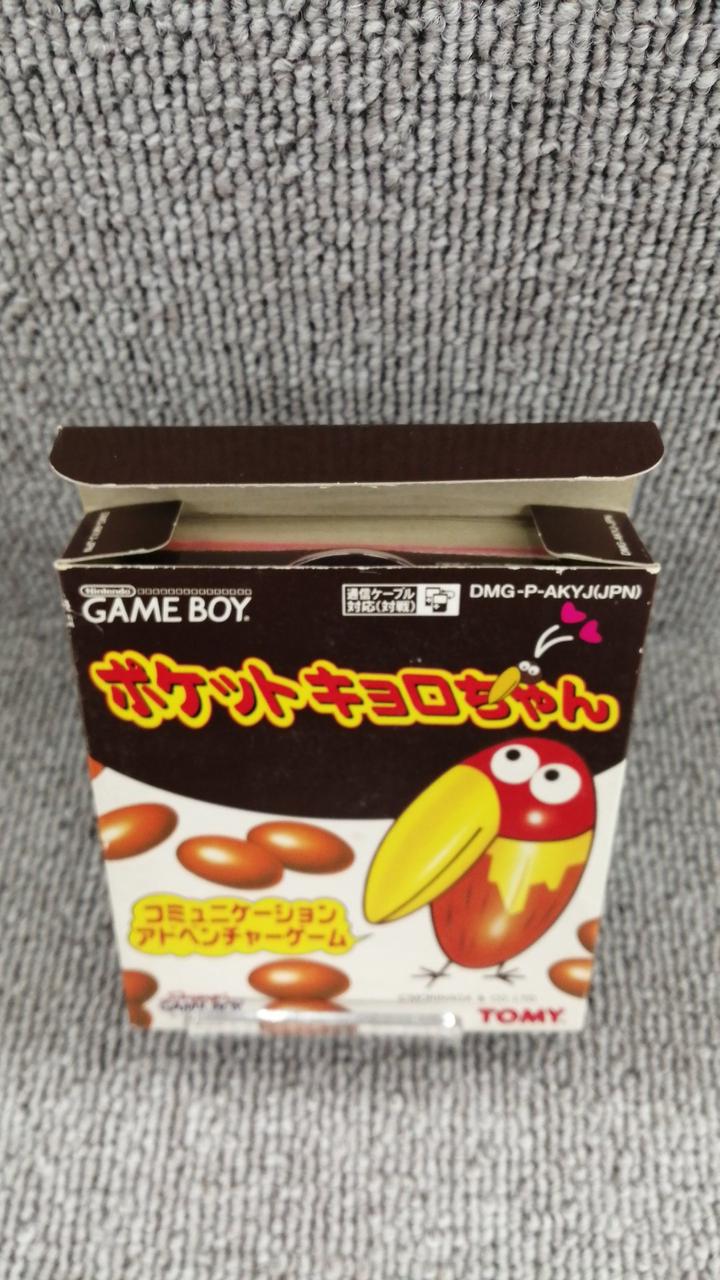 Nintendo
GAME BOY
通信ケーブル
対応(対戦)
DMG-P-AKYJ(JPN)
ポケットキョロちゃん
コミュニケーション
アドベンチャーゲーム
GAME BOY
TOMY